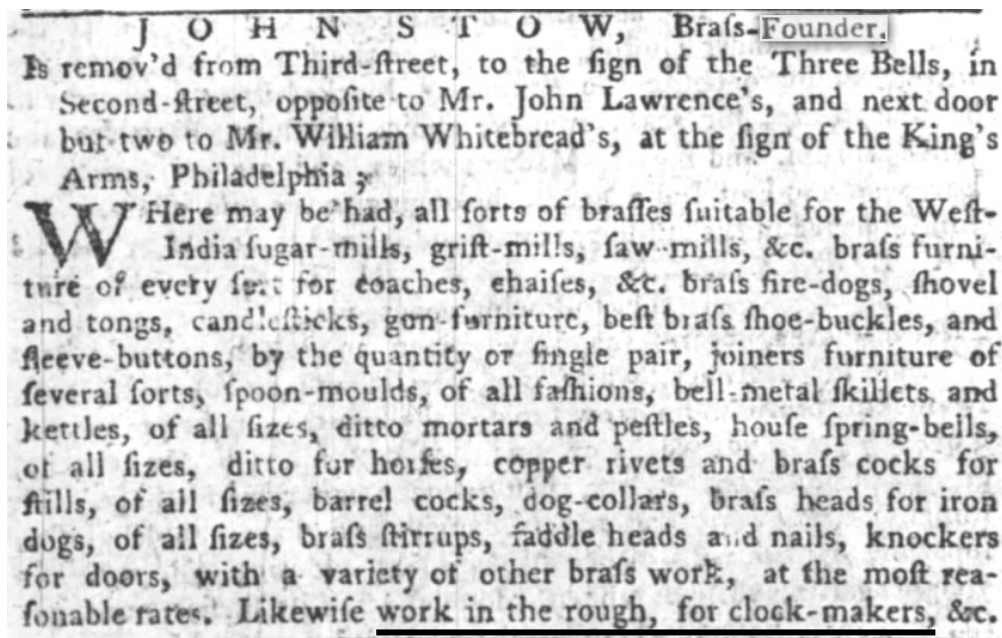 J O H N S T O W, Braſs-Founder.
Is remov'd from Third-ſtreet, to the ſign of the Three Bells, in
Second-ſtreet, oppoſite to Mr. John Lawrence's, and next door
but two to Mr. William Whitebread's, at the ſign of the King's
Arms, Philadelphia;
WHere may be had, all ſorts of braſſes ſuitable for the Weſt-
India ſugar-mills, griſt-mills, ſaw-mills, &c. braſs furni-
ture of every ſort for coaches, chaiſes, &c. braſs fire-dogs, ſhovel
and tongs, candleſticks, gun-furniture, beſt braſs ſhoe-buckles, and
ſleeve-buttons, by the quantity or ſingle pair, joiners furniture of
ſeveral ſorts, ſpoon-moulds, of all faſhions, bell-metal ſkillets and
kettles, of all ſizes, ditto mortars and peſtles, houſe ſpring-bells,
of all ſizes, ditto for horſes, copper rivets and braſs cocks for
ſtills, of all ſizes, barrel cocks, dog-collars, braſs heads for iron
dogs, of all ſizes, braſs ſtirrups, ſaddle heads and nails, knockers
for doors, with a variety of other braſs work, at the moſt rea-
ſonable rates. Likewiſe work in the rough, for clock-makers, &c.